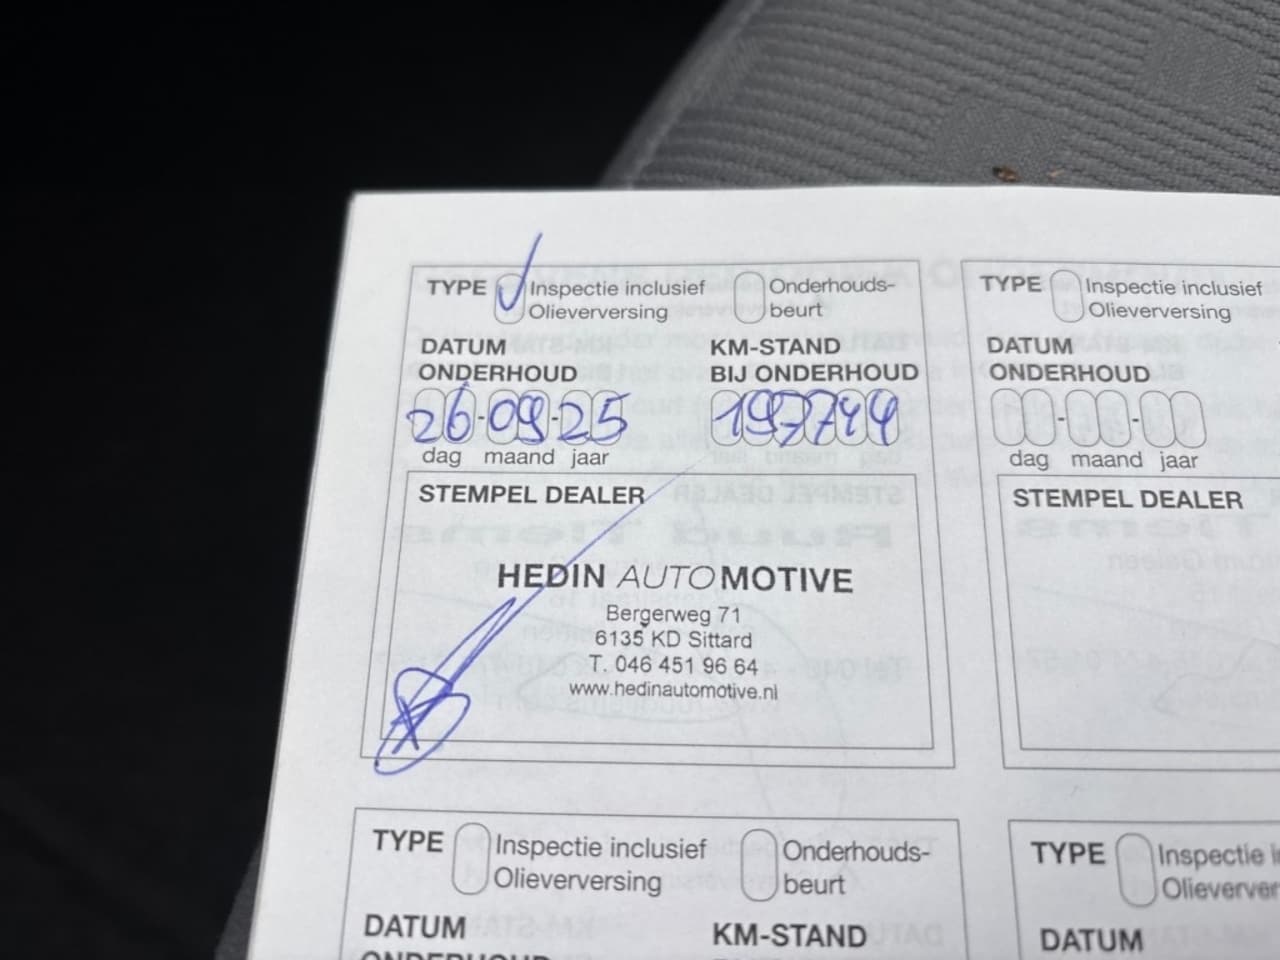 TYPE Inspectie inclusief Olieverversing Onderhouds-beurt
DATUM ONDERHOUD KM-STAND BIJ ONDERHOUD
26-09-25 197744
dag maand jaar
STEMPEL DEALER
HEDIN AUTOMOTIVE
Bergerweg 71
6135 KD Sittard
T. 046 451 96 64
www.hedinautomotive.nl
TYPE Inspectie inclusief
Olieverversing
DATUM
ONDERHOUD
dag maand jaar
STEMPEL DEALER
TYPE Inspectie inclusief Onderhouds-
Olieverversing beurt
DATUM KM-STAND
ONDERHOUD
TYPE Inspectie
DATUM